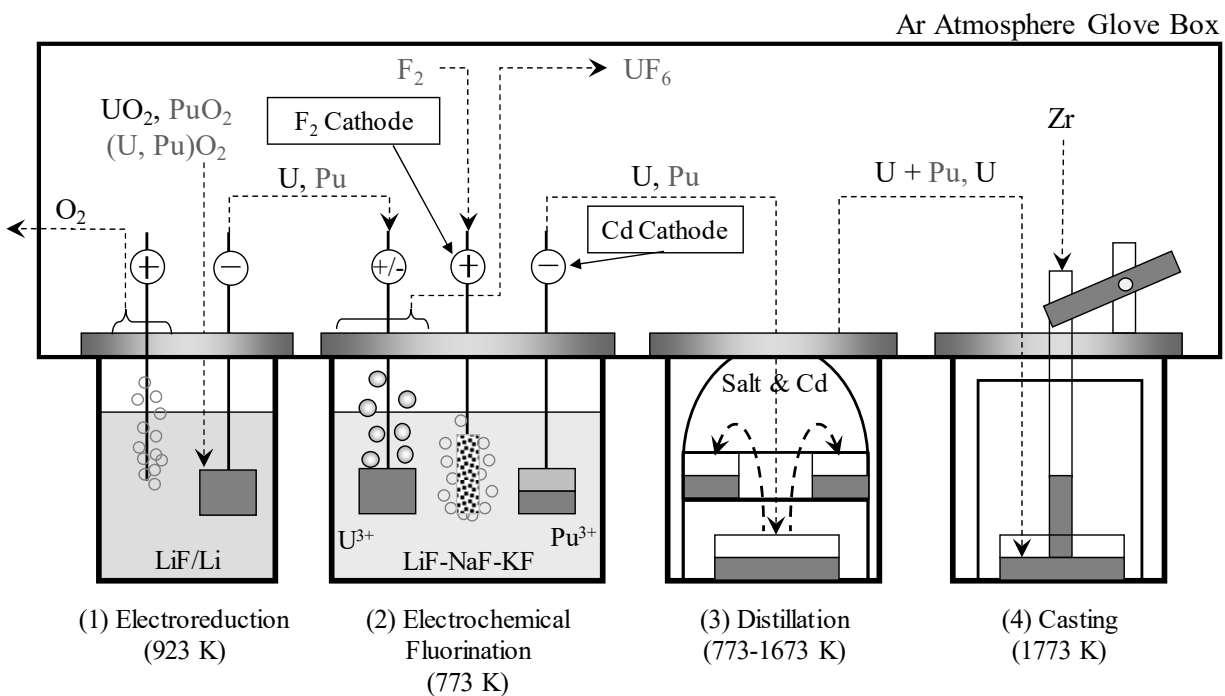 Ar Atmosphere Glove Box
F₂
UF₆
UO₂, PuO₂
(U, Pu)O₂
F₂ Cathode
Zr
U, Pu
U, Pu
U + Pu, U
O₂
Cd Cathode
+
−
+/-
+
−
Salt & Cd
U³⁺
Pu³⁺
LiF/Li
LiF-NaF-KF
(1) Electroreduction
(923 K)
(2) Electrochemical
Fluorination
(773 K)
(3) Distillation
(773-1673 K)
(4) Casting
(1773 K)